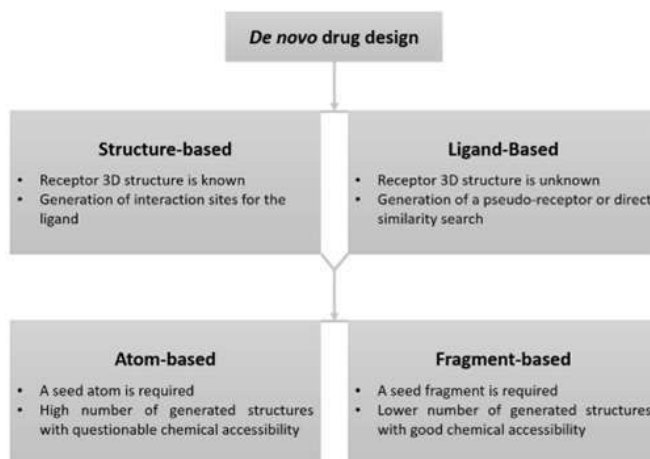 De novo drug design
Structure-based
• Receptor 3D structure is known
• Generation of interaction sites for the
ligand
Ligand-Based
• Receptor 3D structure is unknown
• Generation of a pseudo-receptor or direct
similarity search
Atom-based
• A seed atom is required
• High number of generated structures
with questionable chemical accessibility
Fragment-based
• A seed fragment is required
• Lower number of generated structures
with good chemical accessibility